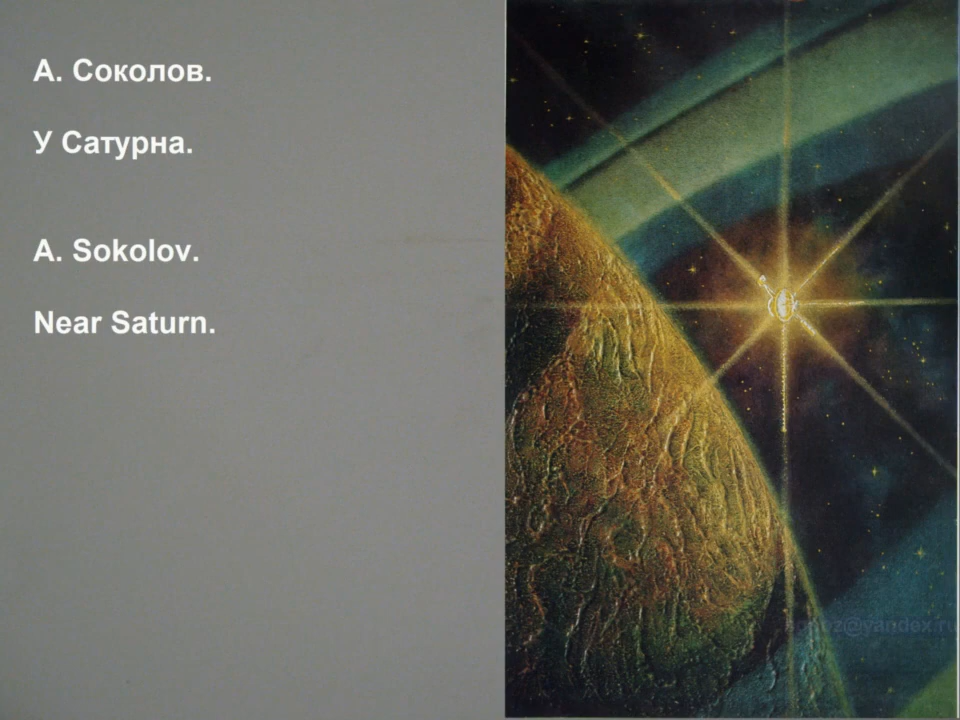 А. Соколов.
У Сатурна.
A. Sokolov.
Near Saturn.